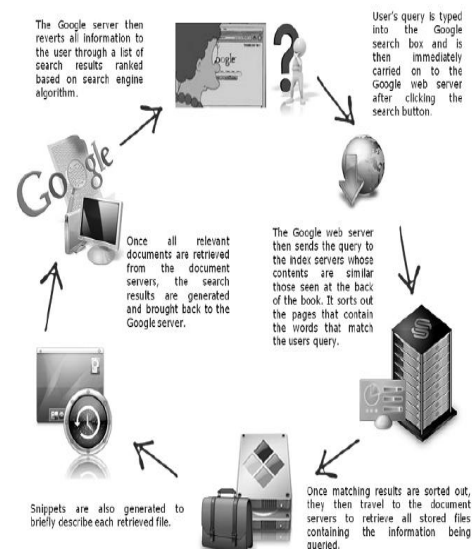 User's query is typed
into the Google
search box and is
then immediately
carried on to the
Google web server
after clicking the
search button.
The Google web server
then sends the query to
the index servers whose
contents are similar
those seen at the back
of the book. It sorts out
the pages that contain
the words that match
the users query.
Once matching results are sorted out,
they then travel to the document
servers to retrieve all stored files
containing the information being
queried.
Snippets are also generated to
briefly describe each retrieved file.
Once all relevant
documents are retrieved
from the document
servers, the search
results are generated
and brought back to the
Google server.
Google
The Google server then
reverts all information to
the user through a list of
search results ranked
based on search engine
algorithm.
oogle